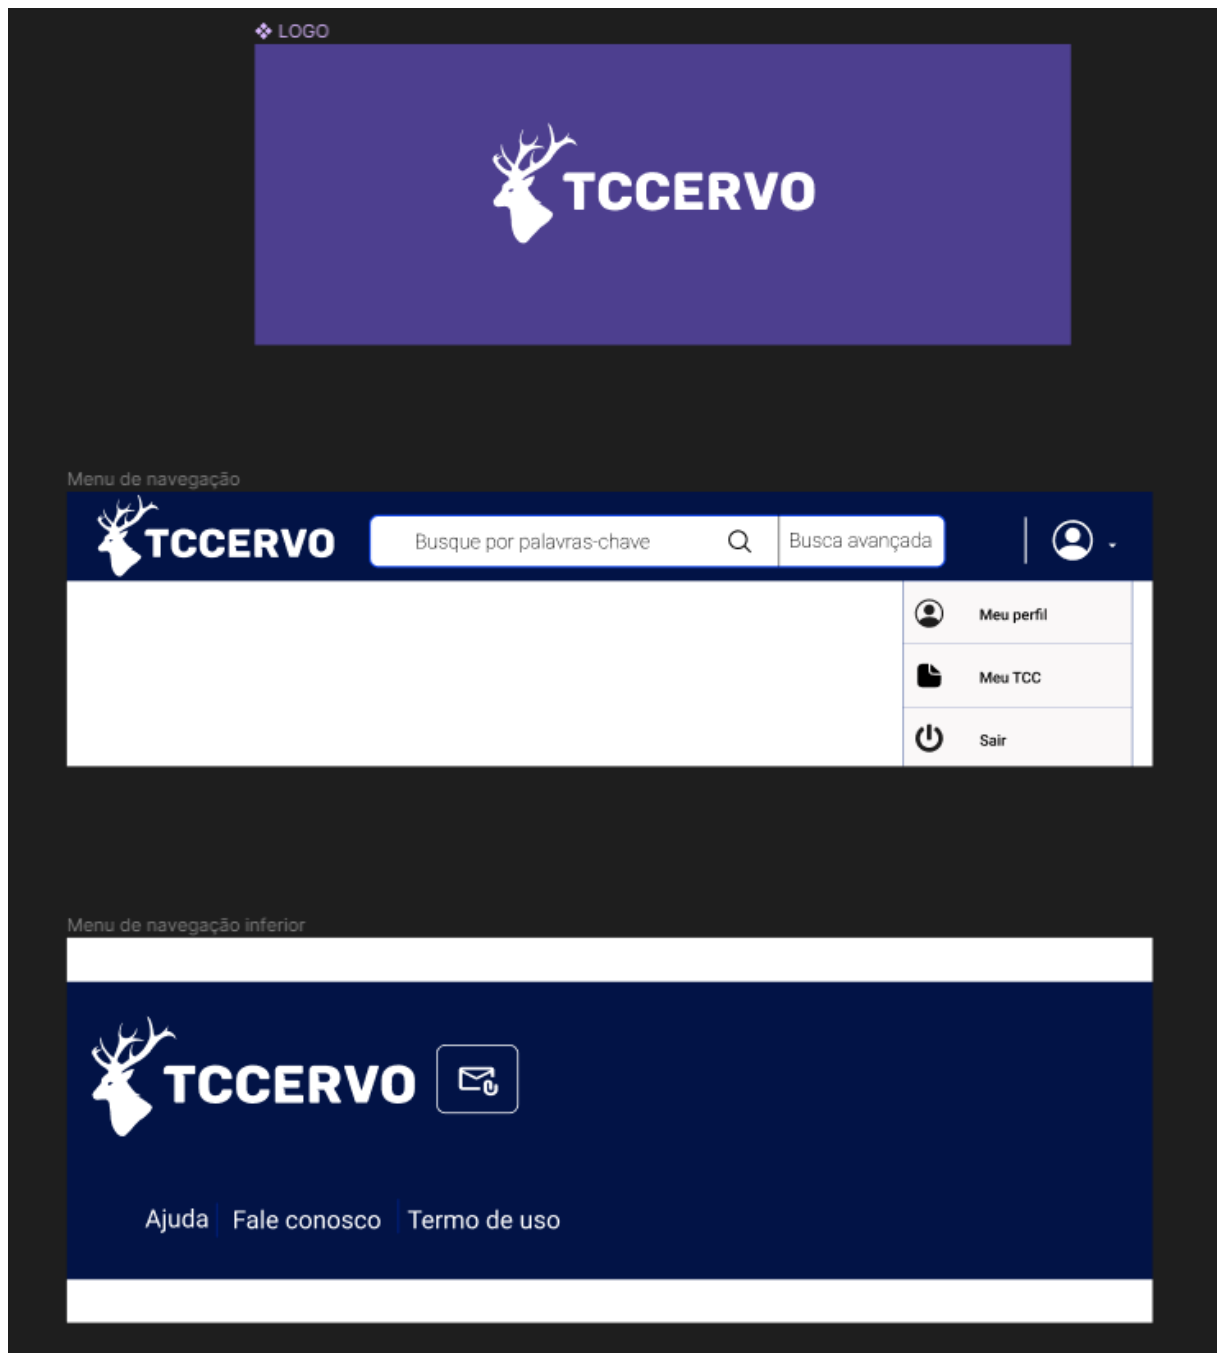 LOGO
TCCERVO
Menu de navegação
TCCERVO
Busque por palavras-chave
Busca avançada
Meu perfil
Meu TCC
Sair
Menu de navegação inferior
TCCERVO
Ajuda
Fale conosco
Termo de uso